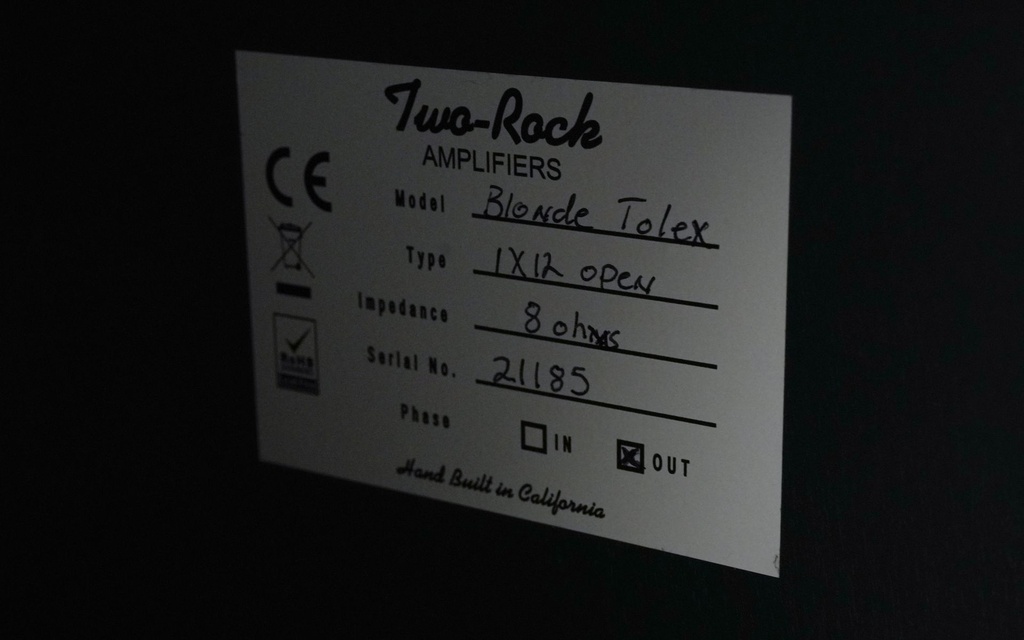 Two-Rock
AMPLIFIERS
CE
Model Blonde Tolex
Type 1X12 open
Impedance 8 ohms
Serial No. 21185
RoHS
Phase IN OUT
Hand Built in California